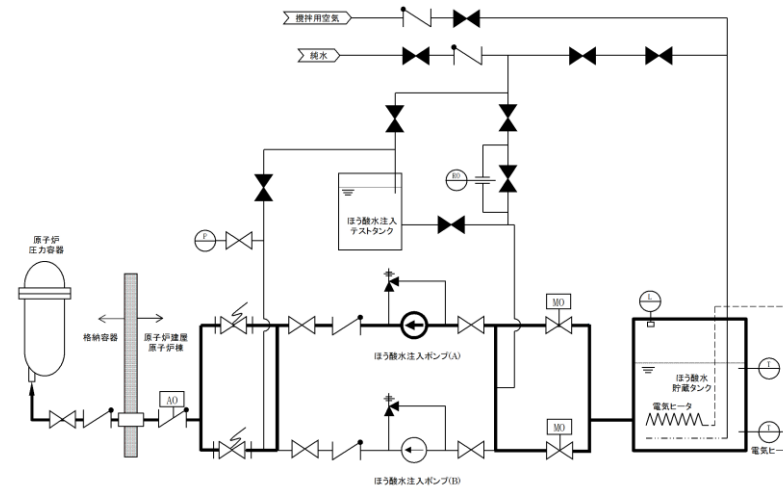 攪拌用空気
純水
RO
ほう酸水注入
テストタンク
P
原子炉
圧力容器
格納容器
原子炉建屋
原子炉棟
AO
ほう酸水注入ポンプ(A)
MO
L
ほう酸水
貯蔵タンク
電気ヒータ
T
T
電気ヒー
MO
ほう酸水注入ポンプ(B)